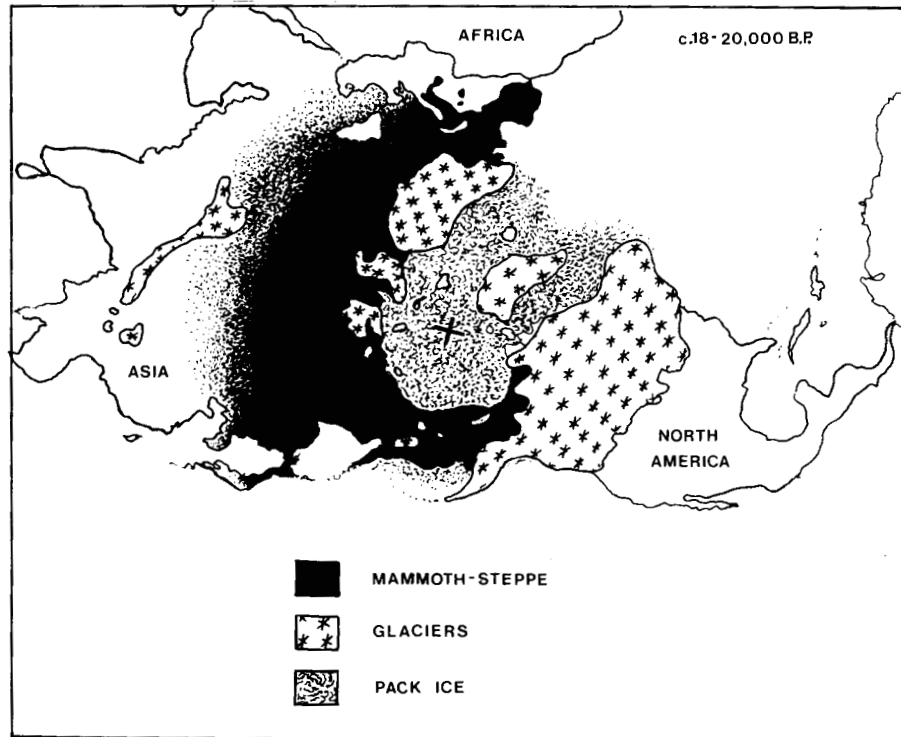 AFRICA
c.18-20,000 B.P.
ASIA
NORTH
AMERICA
MAMMOTH-STEPPE
GLACIERS
PACK ICE